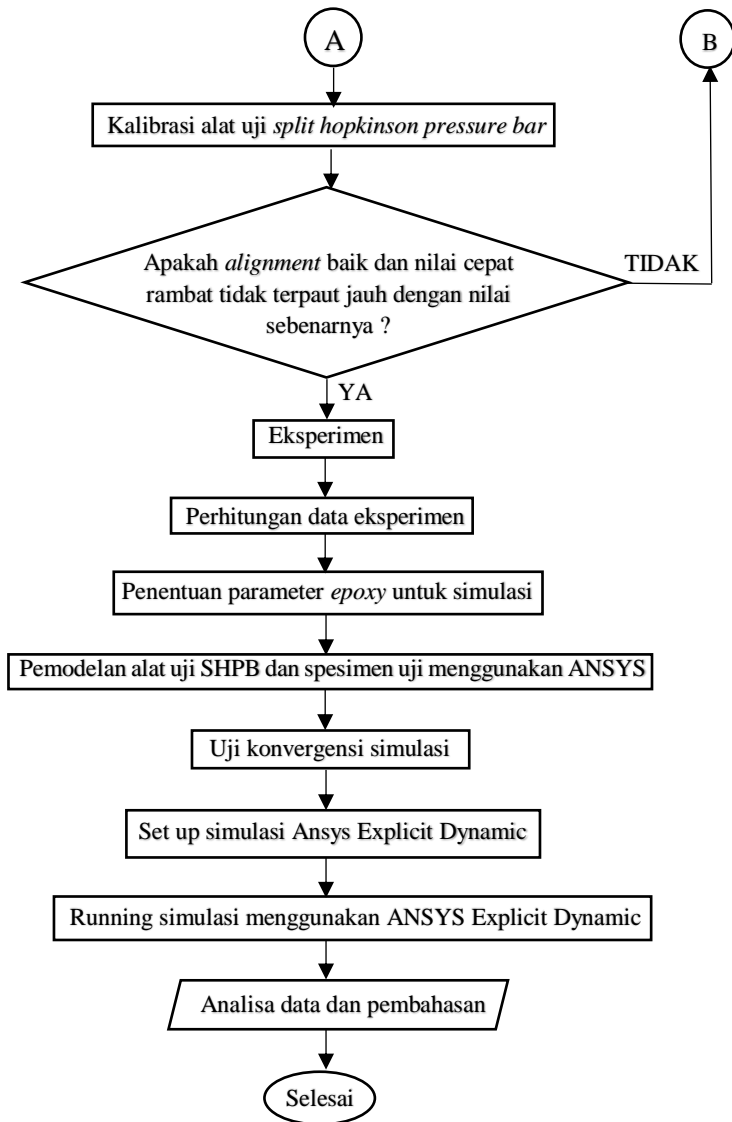 A
B
Kalibrasi alat uji split hopkinson pressure bar
Apakah alignment baik dan nilai cepat
rambat tidak terpaut jauh dengan nilai
sebenarnya ?
TIDAK
YA
Eksperimen
Perhitungan data eksperimen
Penentuan parameter epoxy untuk simulasi
Pemodelan alat uji SHPB dan spesimen uji menggunakan ANSYS
Uji konvergensi simulasi
Set up simulasi Ansys Explicit Dynamic
Running simulasi menggunakan ANSYS Explicit Dynamic
Analisa data dan pembahasan
Selesai